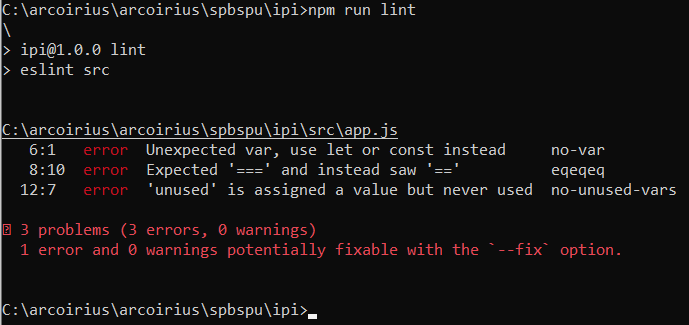 C:\arcoirius\arcoirius\spbspu\ipi>npm run lint
\
> ipi@1.0.0 lint
> eslint src
C:\arcoirius\arcoirius\spbspu\ipi\src\app.js
6:1 error Unexpected var, use let or const instead no-var
8:10 error Expected '===' and instead saw '==' eqeqeq
12:7 error 'unused' is assigned a value but never used no-unused-vars
3 problems (3 errors, 0 warnings)
1 error and 0 warnings potentially fixable with the `--fix` option.
C:\arcoirius\arcoirius\spbspu\ipi>